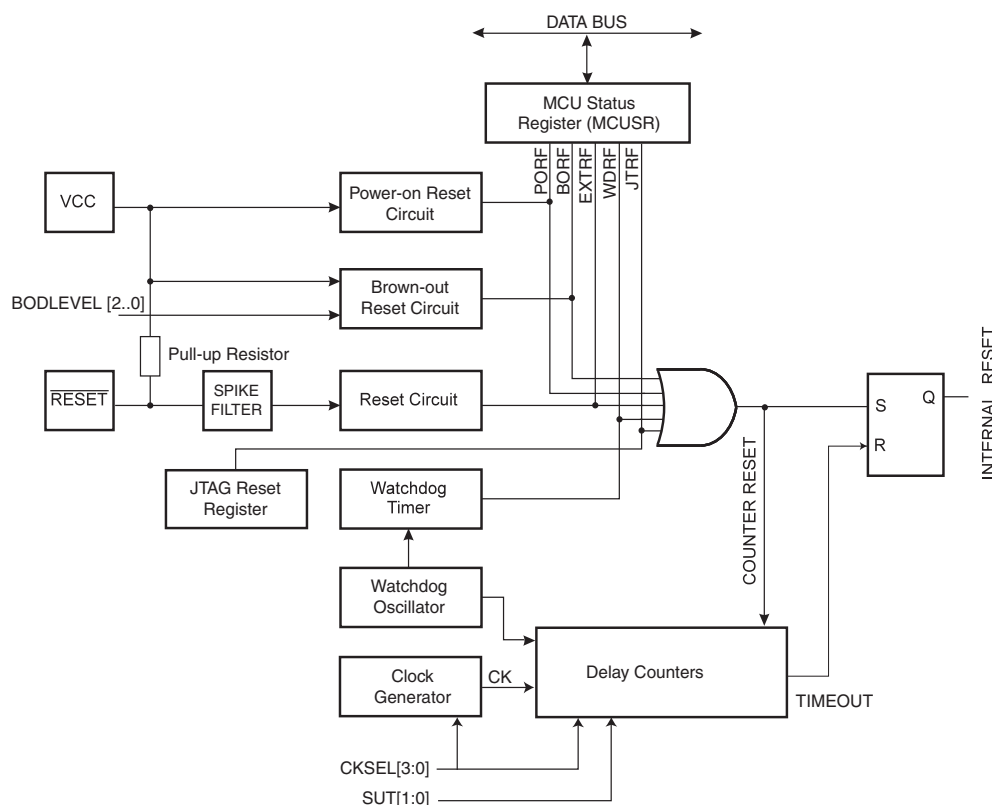 DATA BUS
MCU Status
Register (MCUSR)
PORF
BORF
EXTRF
WDRF
JTRF
VCC
Power-on Reset
Circuit
BODLEVEL [2..0]
Brown-out
Reset Circuit
Pull-up Resistor
RESET
SPIKE
FILTER
Reset Circuit
JTAG Reset
Register
Watchdog
Timer
Watchdog
Oscillator
Clock
Generator
CK
Delay Counters
COUNTER RESET
S
Q
R
INTERNAL RESET
TIMEOUT
CKSEL[3:0]
SUT[1:0]